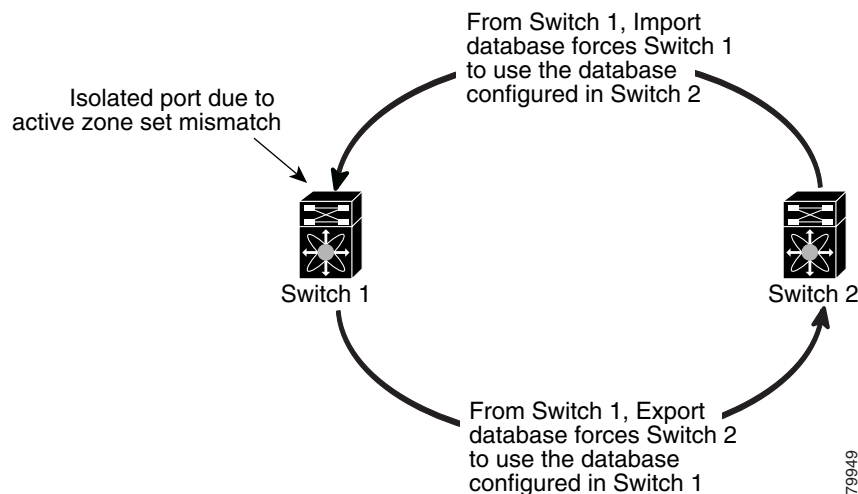 From Switch 1, Import
database forces Switch 1
to use the database
configured in Switch 2
Isolated port due to
active zone set mismatch
Switch 1
Switch 2
From Switch 1, Export
database forces Switch 2
to use the database
configured in Switch 1
79949